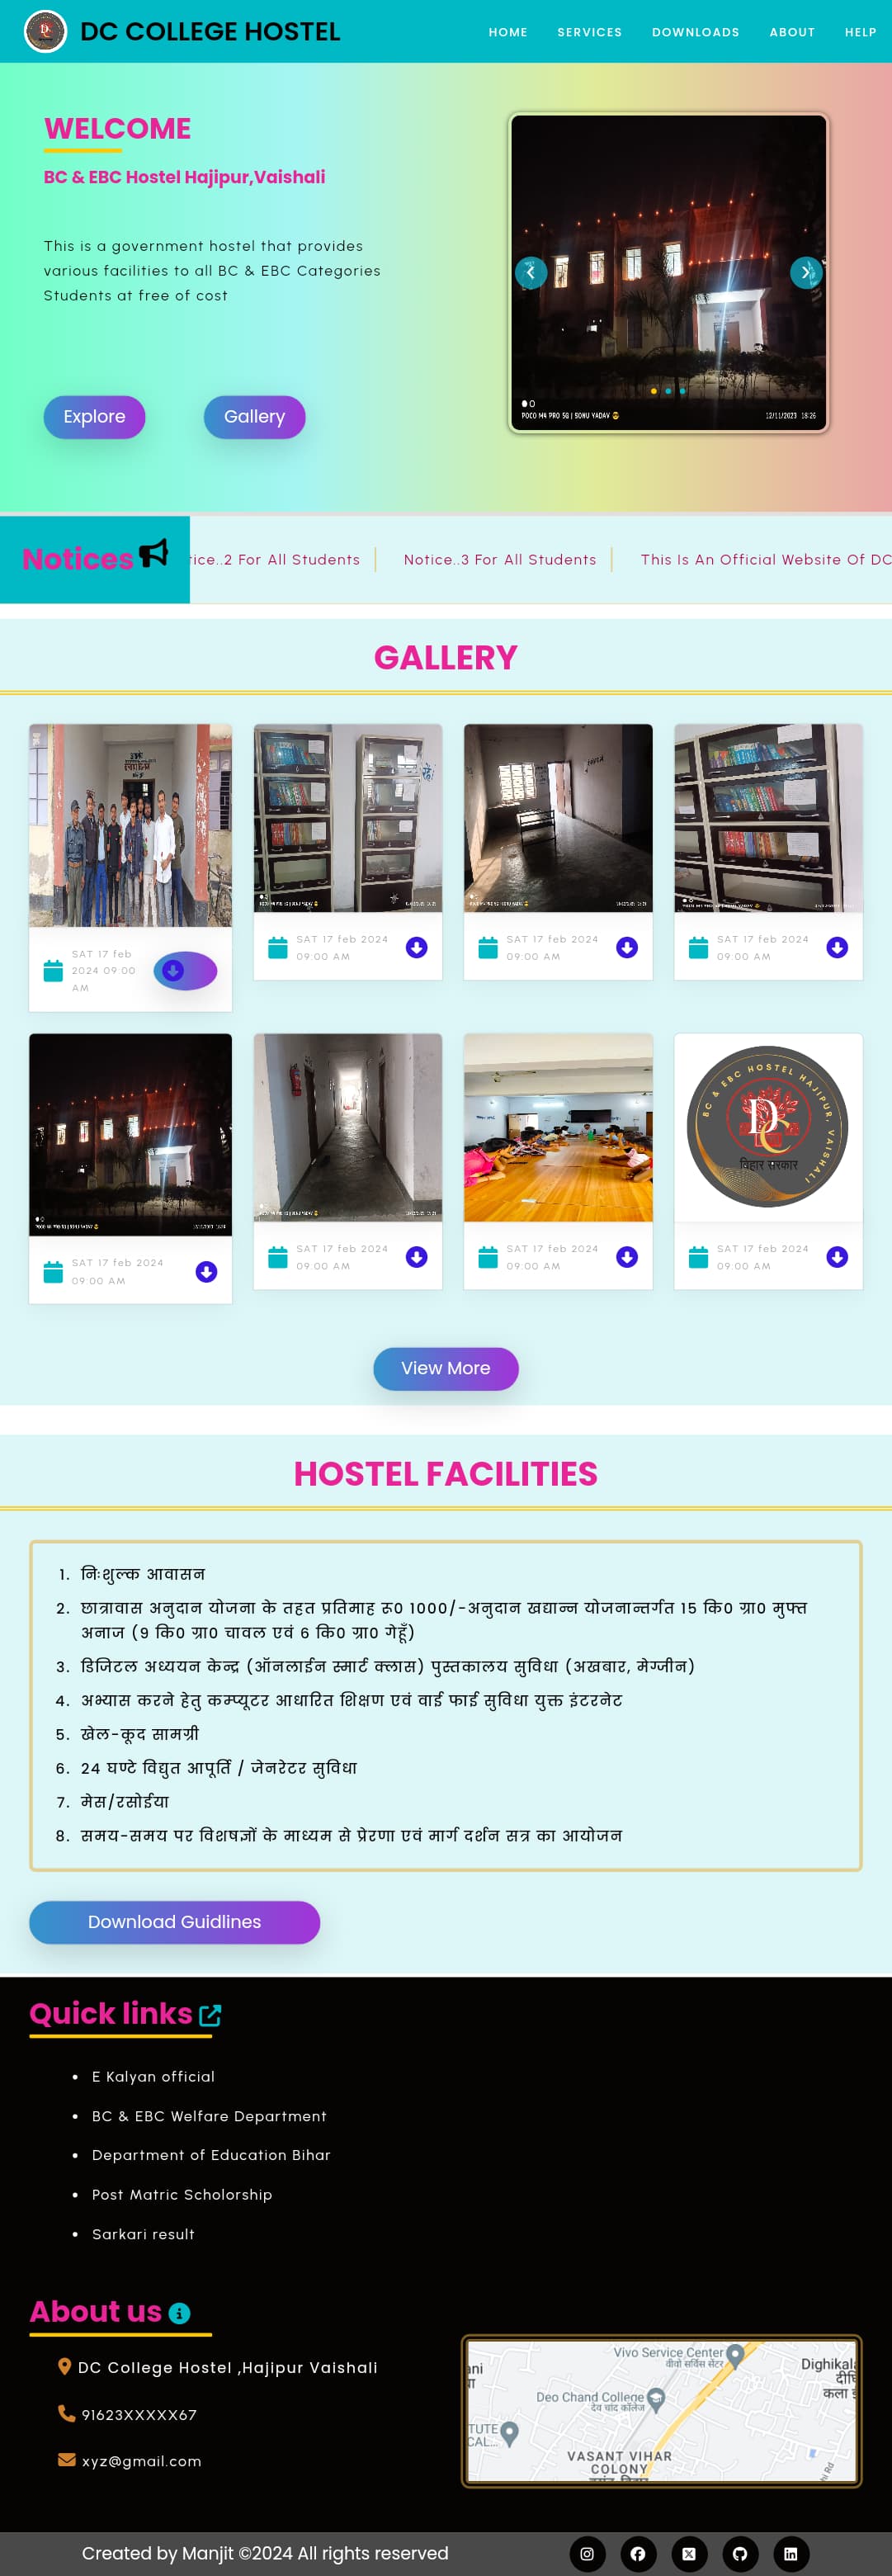 DC COLLEGE HOSTEL
HOME SERVICES DOWNLOADS ABOUT HELP
WELCOME
BC & EBC Hostel Hajipur,Vaishali
This is a government hostel that provides
various facilities to all BC & EBC Categories
Students at free of cost
Explore
Gallery
POCO M4 PRO 5G | SONU YADAV
12/11/2023 18:26
Notices
tice..2 For All Students
Notice..3 For All Students
This Is An Official Website Of DC
GALLERY
SAT 17 feb
2024 09:00
AM
SAT 17 feb 2024
09:00 AM
SAT 17 feb 2024
09:00 AM
SAT 17 feb 2024
09:00 AM
SAT 17 feb 2024
09:00 AM
SAT 17 feb 2024
09:00 AM
SAT 17 feb 2024
09:00 AM
BC & EBC HOSTEL HAJIPUR, VAISHALI
DC
बिहार सरकार
SAT 17 feb 2024
09:00 AM
View More
HOSTEL FACILITIES
1. निःशुल्क आवासन
2. छात्रावास अनुदान योजना के तहत प्रतिमाह रू0 1000/-अनुदान खद्यान्न योजनान्तर्गत 15 कि0 ग्रा0 मुफ्त
अनाज (9 कि0 ग्रा0 चावल एवं 6 कि0 ग्रा0 गेहूँ)
3. डिजिटल अध्ययन केन्द्र (ऑनलाईन स्मार्ट क्लास) पुस्तकालय सुविधा (अखबार, मेग्जीन)
4. अभ्यास करने हेतु कम्प्यूटर आधारित शिक्षण एवं वाई फाई सुविधा युक्त इंटरनेट
5. खेल-कूद सामग्री
6. 24 घण्टे विद्युत आपूर्ति / जेनरेटर सुविधा
7. मेस/रसोईया
8. समय-समय पर विशषज्ञों के माध्यम से प्रेरणा एवं मार्ग दर्शन सत्र का आयोजन
Download Guidlines
Quick links
E Kalyan official
BC & EBC Welfare Department
Department of Education Bihar
Post Matric Scholorship
Sarkari result
About us
DC College Hostel ,Hajipur Vaishali
91623XXXXX67
xyz@gmail.com
Vivo Service Center
वीवो सर्विस सेंटर
ani
Dighikala
दीघि
कला ई
Deo Chand College
देव चांद कॉलेज
TUTE
CAL...
VASANT VIHAR
COLONY
hi Rd
Created by Manjit ©2024 All rights reserved